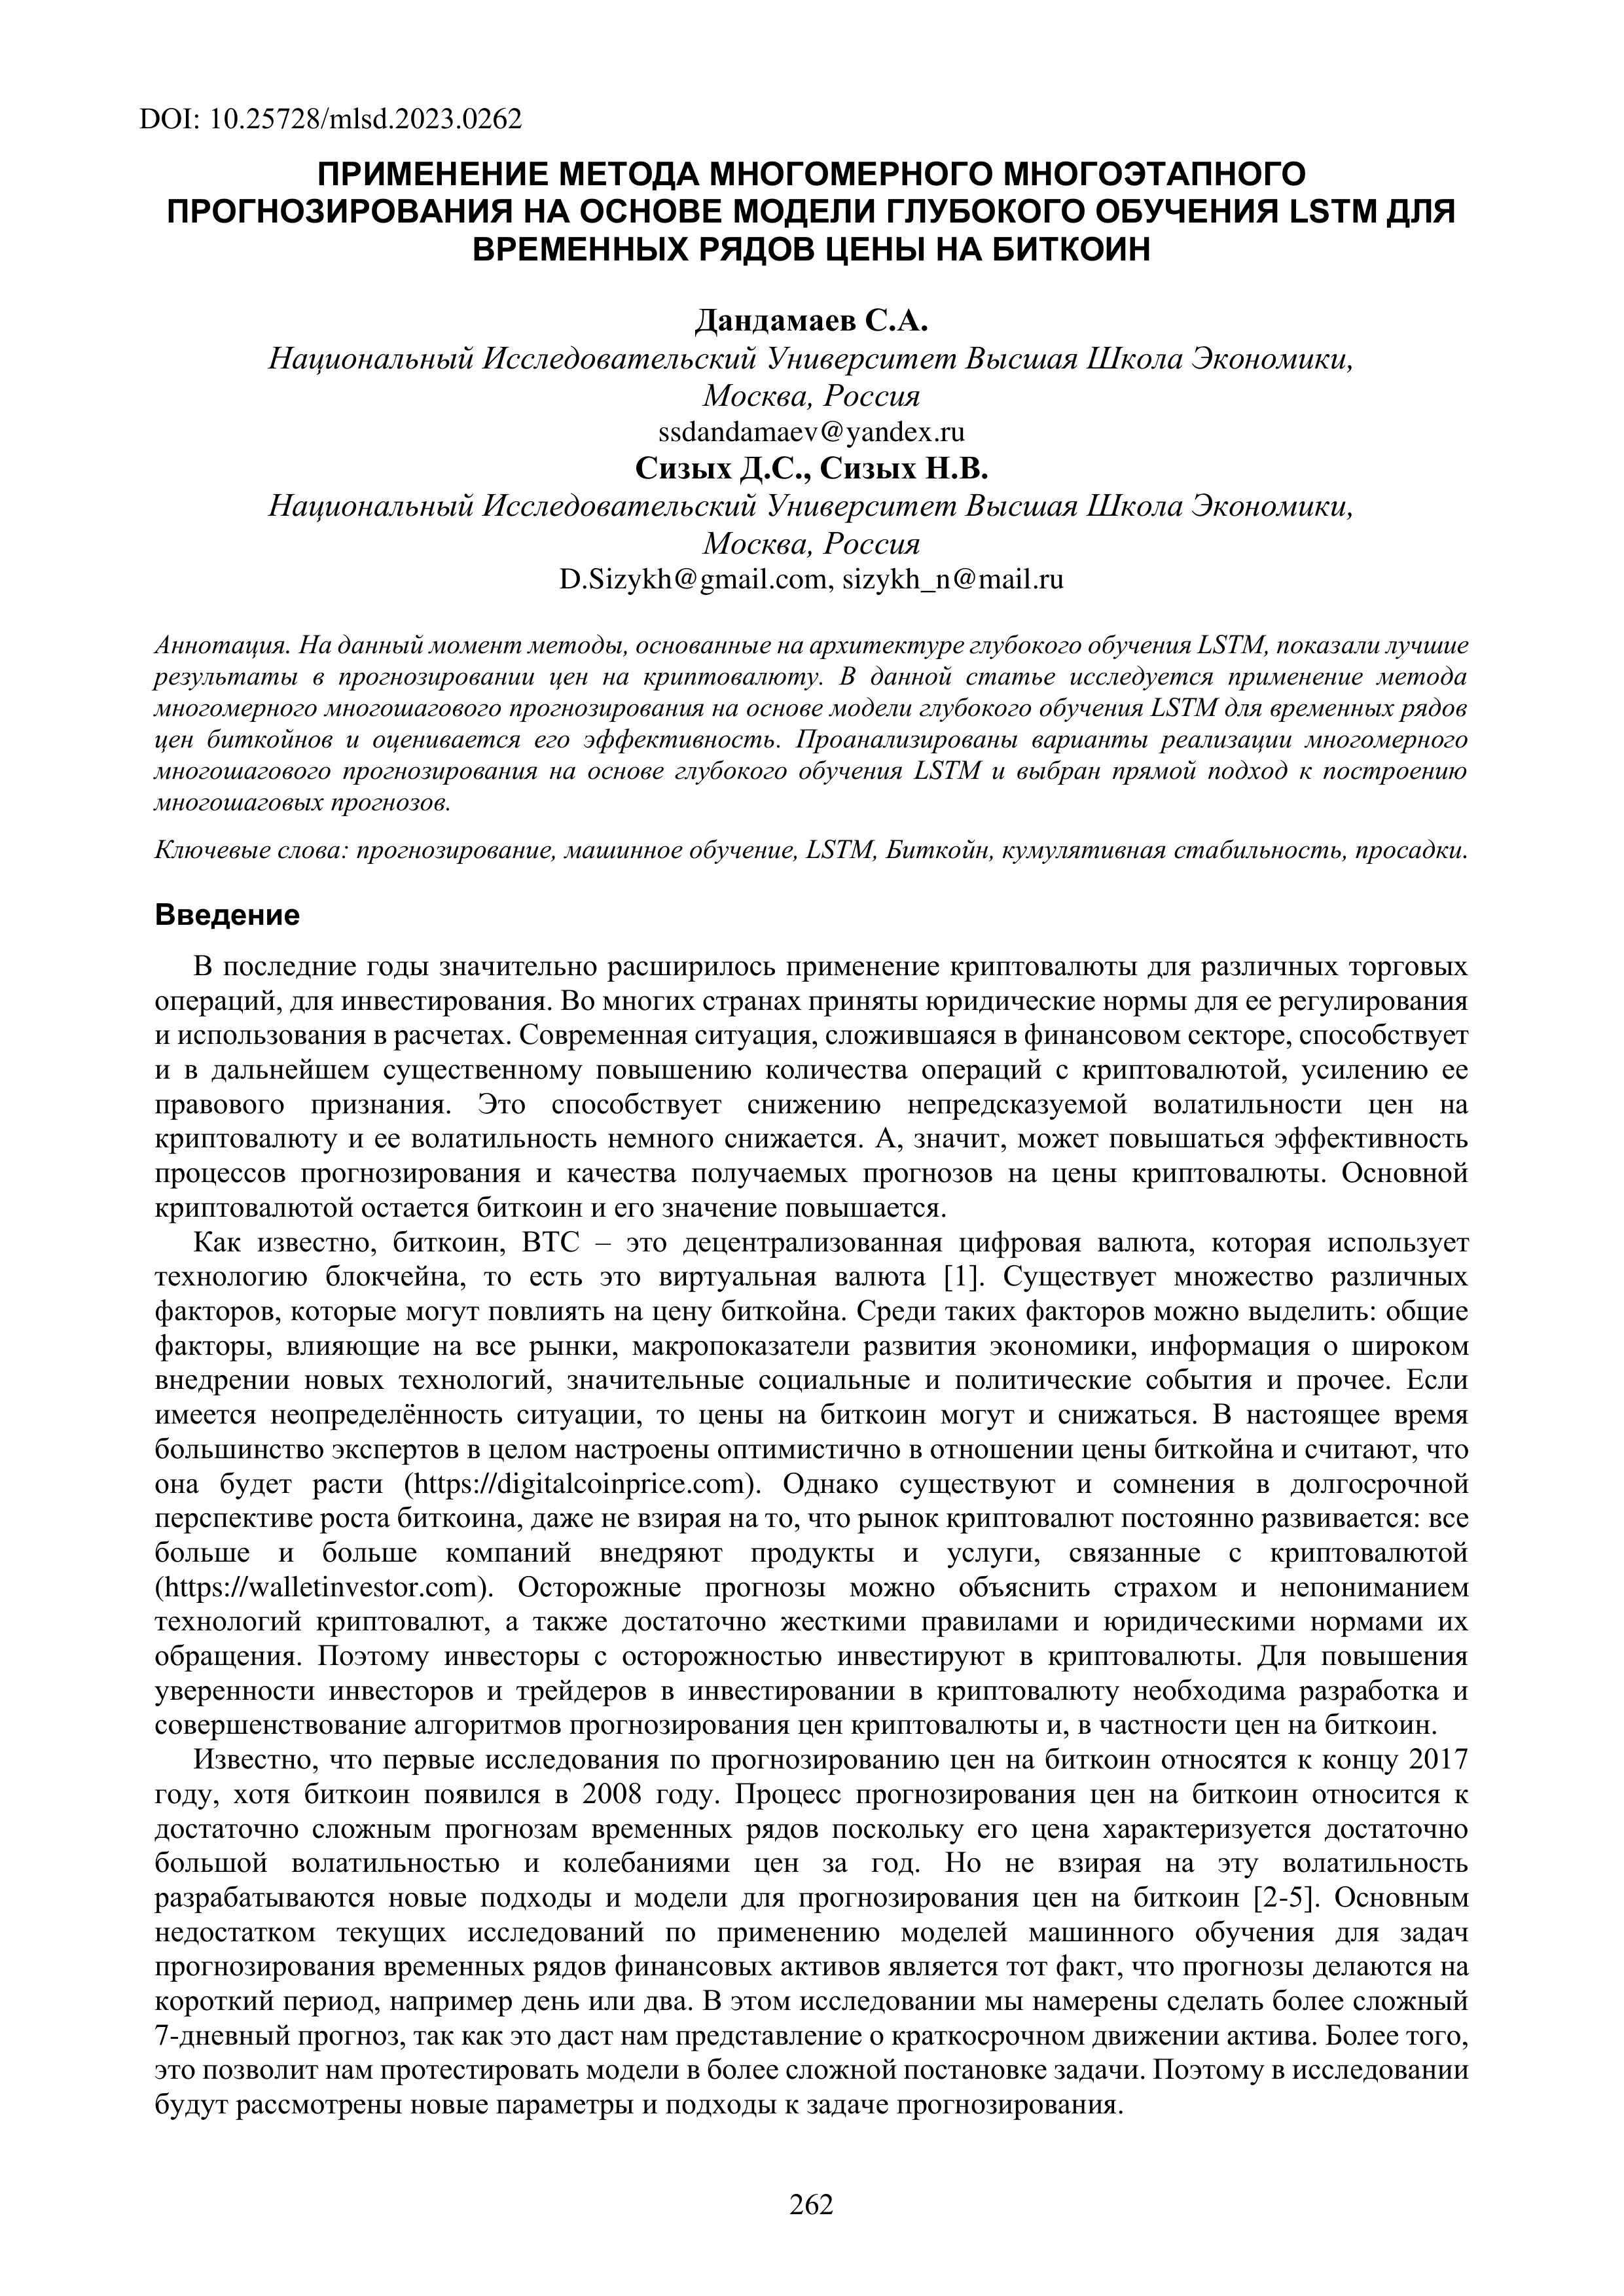 DOI: 10.25728/mlsd.2023.0262
ПРИМЕНЕНИЕ МЕТОДА МНОГОМЕРНОГО МНОГОЭТАПНОГО
ПРОГНОЗИРОВАНИЯ НА ОСНОВЕ МОДЕЛИ ГЛУБОКОГО ОБУЧЕНИЯ LSTM ДЛЯ
ВРЕМЕННЫХ РЯДОВ ЦЕНЫ НА БИТКОИН
Дандамаев С.А.
Национальный Исследовательский Университет Высшая Школа Экономики,
Москва, Россия
ssdandamaev@yandex.ru
Сизых Д.С., Сизых Н.В.
Национальный Исследовательский Университет Высшая Школа Экономики,
Москва, Россия
D.Sizykh@gmail.com, sizykh_n@mail.ru
Аннотация. На данный момент методы, основанные на архитектуре глубокого обучения LSTM, показали лучшие
результаты в прогнозировании цен на криптовалюту. В данной статье исследуется применение метода
многомерного многошагового прогнозирования на основе модели глубокого обучения LSTM для временных рядов
цен биткойнов и оценивается его эффективность. Проанализированы варианты реализации многомерного
многошагового прогнозирования на основе глубокого обучения LSTM и выбран прямой подход к построению
многошаговых прогнозов.
Ключевые слова: прогнозирование, машинное обучение, LSTM, Биткойн, кумулятивная стабильность, просадки.
Введение
В последние годы значительно расширилось применение криптовалюты для различных торговых
операций, для инвестирования. Во многих странах приняты юридические нормы для ее регулирования
и использования в расчетах. Современная ситуация, сложившаяся в финансовом секторе, способствует
и в дальнейшем существенному повышению количества операций с криптовалютой, усилению ее
правового признания. Это способствует снижению непредсказуемой волатильности цен на
криптовалюту и ее волатильность немного снижается. А, значит, может повышаться эффективность
процессов прогнозирования и качества получаемых прогнозов на цены криптовалюты. Основной
криптовалютой остается биткоин и его значение повышается.
Как известно, биткоин, BTC – это децентрализованная цифровая валюта, которая использует
технологию блокчейна, то есть это виртуальная валюта [1]. Существует множество различных
факторов, которые могут повлиять на цену биткойна. Среди таких факторов можно выделить: общие
факторы, влияющие на все рынки, макропоказатели развития экономики, информация о широком
внедрении новых технологий, значительные социальные и политические события и прочее. Если
имеется неопределённость ситуации, то цены на биткоин могут и снижаться. В настоящее время
большинство экспертов в целом настроены оптимистично в отношении цены биткойна и считают, что
она будет расти (https://digitalcoinprice.com). Однако существуют и сомнения в долгосрочной
перспективе роста биткоина, даже не взирая на то, что рынок криптовалют постоянно развивается: все
больше и больше компаний внедряют продукты и услуги, связанные с криптовалютой
(https://walletinvestor.com). Осторожные прогнозы можно объяснить страхом и непониманием
технологий криптовалют, а также достаточно жесткими правилами и юридическими нормами их
обращения. Поэтому инвесторы с осторожностью инвестируют в криптовалюты. Для повышения
уверенности инвесторов и трейдеров в инвестировании в криптовалюту необходима разработка и
совершенствование алгоритмов прогнозирования цен криптовалюты и, в частности цен на биткоин.
Известно, что первые исследования по прогнозированию цен на биткоин относятся к концу 2017
году, хотя биткоин появился в 2008 году. Процесс прогнозирования цен на биткоин относится к
достаточно сложным прогнозам временных рядов поскольку его цена характеризуется достаточно
большой волатильностью и колебаниями цен за год. Но не взирая на эту волатильность
разрабатываются новые подходы и модели для прогнозирования цен на биткоин [2-5]. Основным
недостатком текущих исследований по применению моделей машинного обучения для задач
прогнозирования временных рядов финансовых активов является тот факт, что прогнозы делаются на
короткий период, например день или два. В этом исследовании мы намерены сделать более сложный
7-дневный прогноз, так как это даст нам представление о краткосрочном движении актива. Более того,
это позволит нам протестировать модели в более сложной постановке задачи. Поэтому в исследовании
будут рассмотрены новые параметры и подходы к задаче прогнозирования.
262